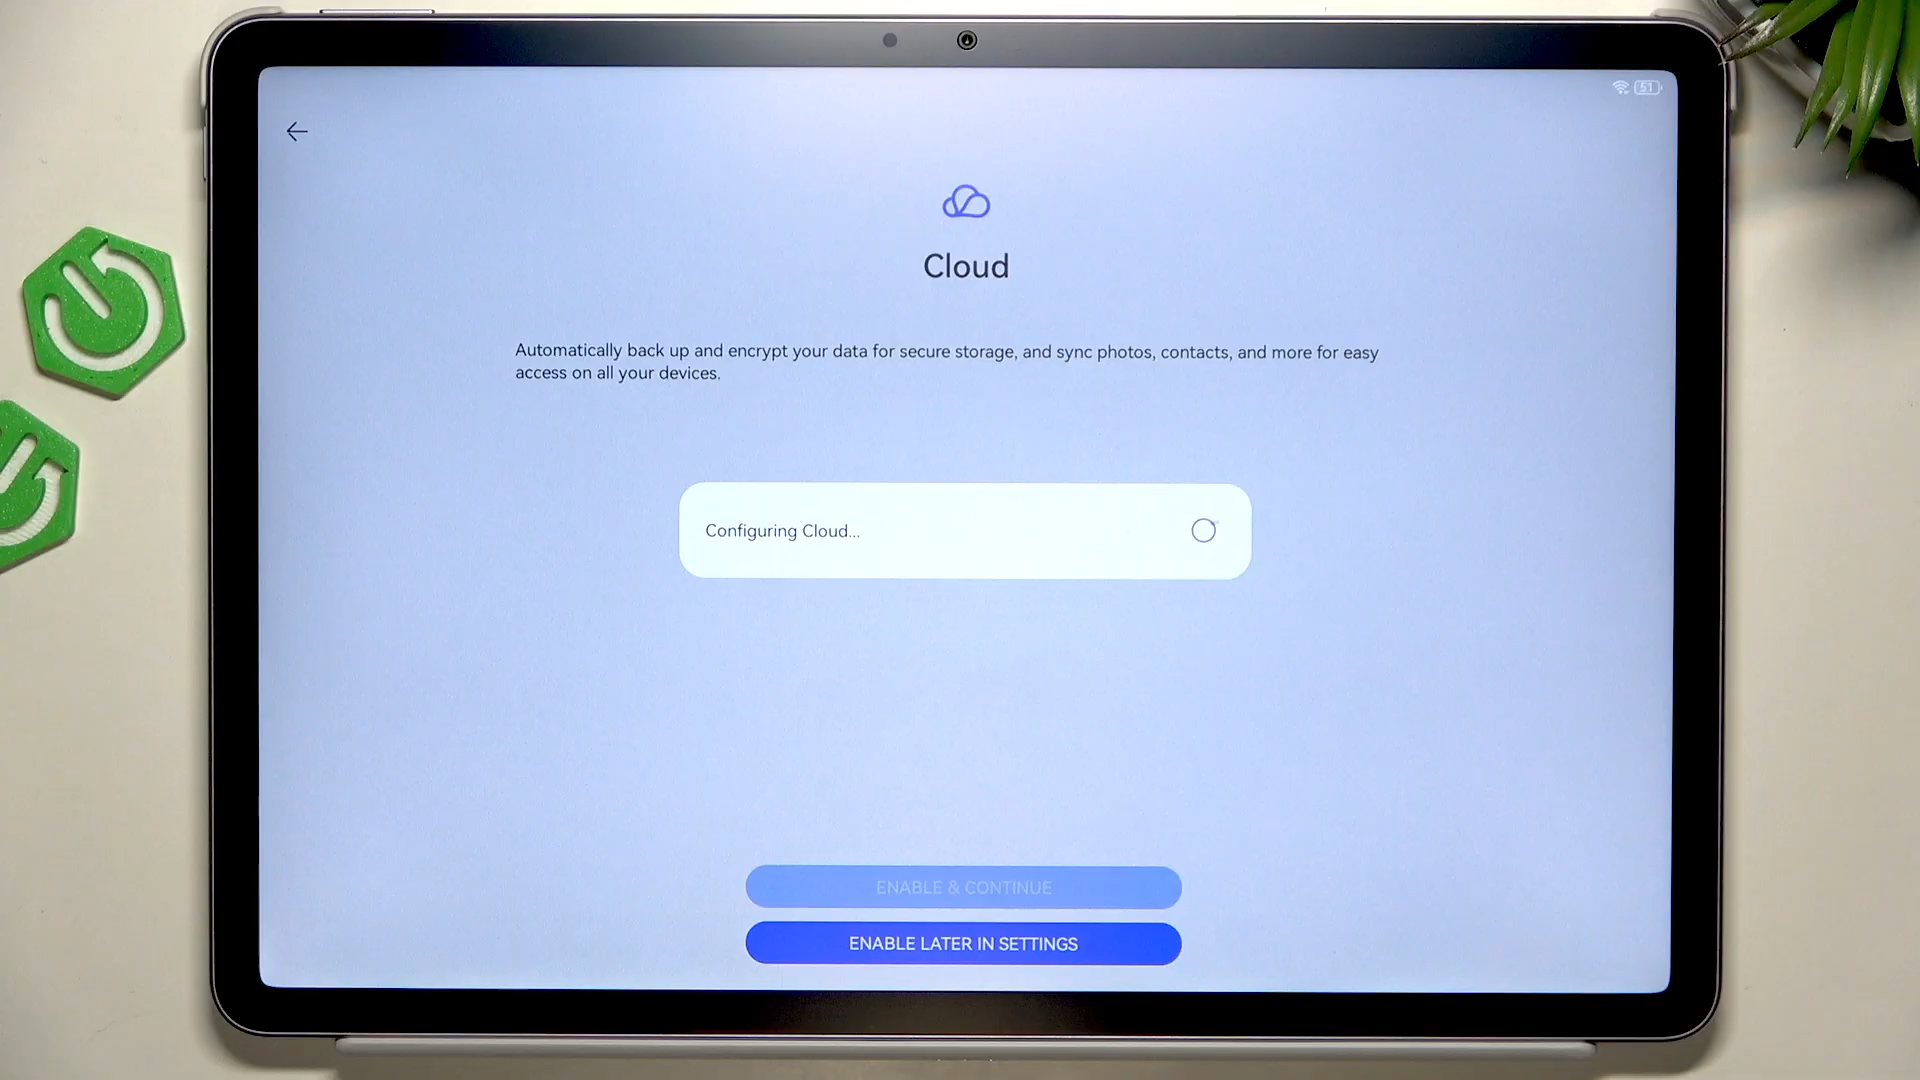 51
Cloud
Automatically back up and encrypt your data for secure storage, and sync photos, contacts, and more for easy
access on all your devices.
Configuring Cloud...
ENABLE & CONTINUE
ENABLE LATER IN SETTINGS